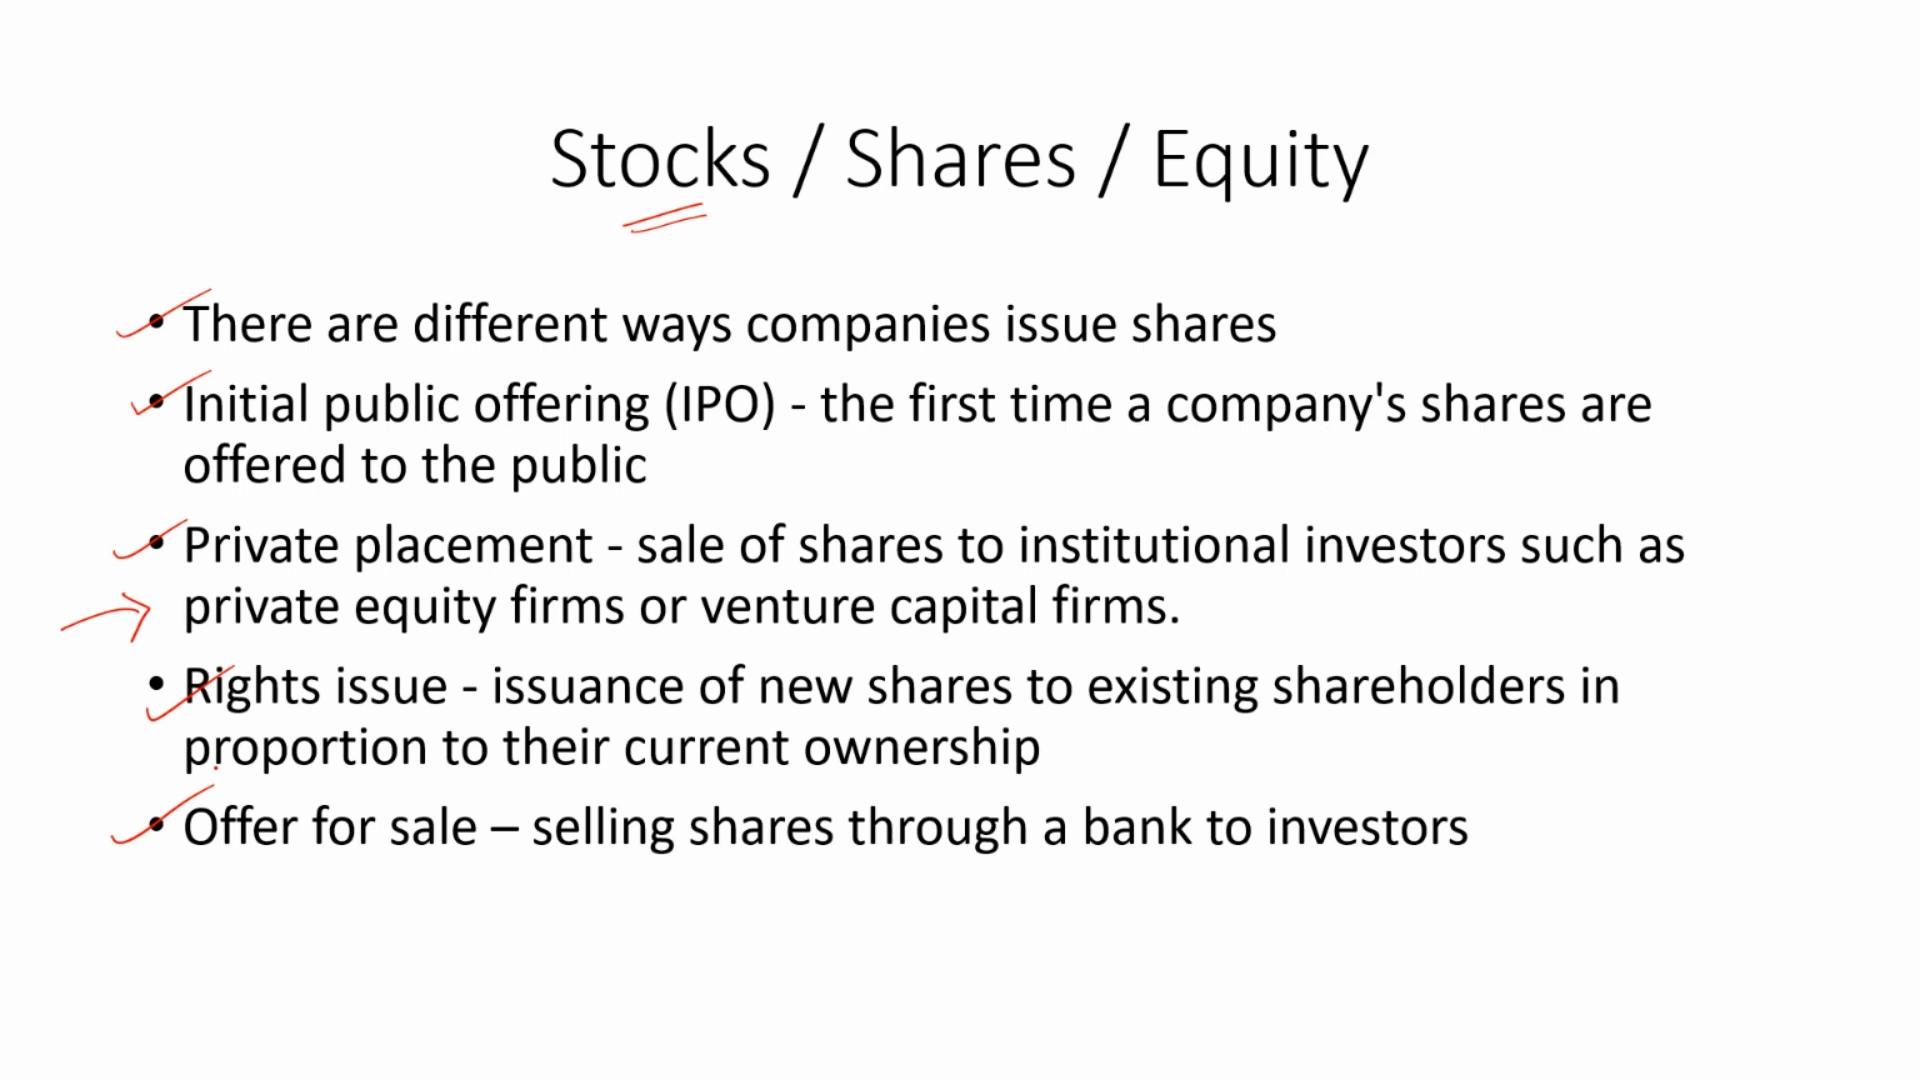 Stocks / Shares / Equity
• There are different ways companies issue shares
• Initial public offering (IPO) - the first time a company's shares are
offered to the public
• Private placement - sale of shares to institutional investors such as
private equity firms or venture capital firms.
• Rights issue - issuance of new shares to existing shareholders in
proportion to their current ownership
• Offer for sale – selling shares through a bank to investors